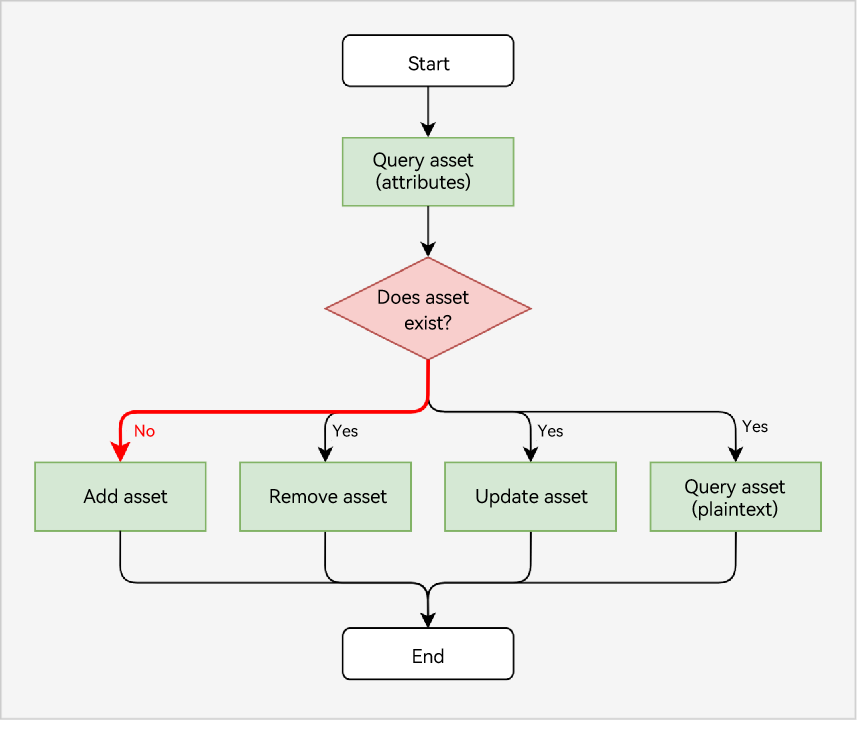 Start
Query asset
(attributes)
Does asset
exist?
No
Yes
Yes
Yes
Add asset
Remove asset
Update asset
Query asset
(plaintext)
End